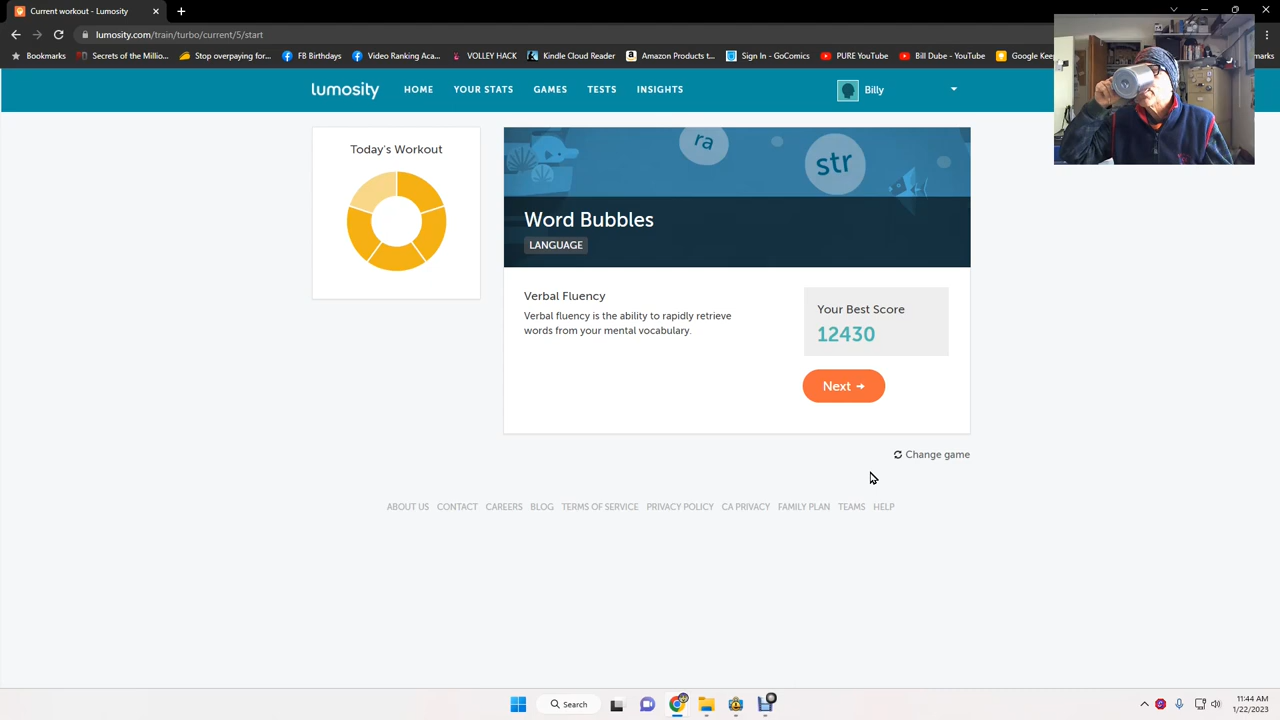 Current workout - Lumosity.com
lumosity.com/train/turbo/current/5/start
Bookmarks
Secrets of the Millio...
Stop overpaying for...
FB Birthdays
Video Ranking Aca...
VOICEY HATTI
Kindle Cloud Reader
Amazon Products t...
Sign In - GoComics
PURE YouTube
Bill Dube - YouTube
Google Keep
lumosity
HOME
YOUR STATS
GAMES
TESTS
INSIGHTS
Billy
Today's Workout
ra
str
Word Bubbles
LANGUAGE
Verbal Fluency
Verbal fluency is the ability to rapidly retrieve
words from your mental vocabulary.
Your Best Score
12430
Next
Change game
ABOUT US
CONTACT
CAREERS
BLOG
TERMS OF SERVICE
PRIVACY POLICY
CA PRIVACY
FAMILY PLAN
TEAMS
HELP
Search
11:44 AM
1/22/2023